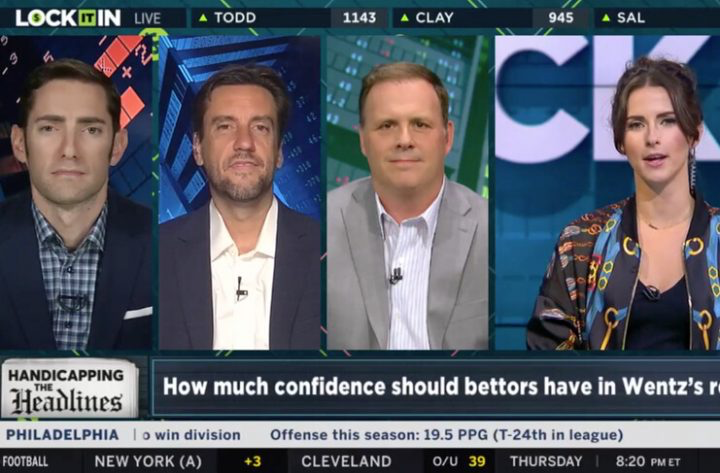 LOCK IT IN LIVE ▲ TODD 1143 ▲ CLAY 945 ▲ SAL
CK
HANDICAPPING
THE
Headlines
How much confidence should bettors have in Wentz's
PHILADELPHIA o win division Offense this season: 19.5 PPG (T-24th in league)
FOOTBALL NEW YORK (A) +3 CLEVELAND O/U 39 THURSDAY 8:20 PM ET